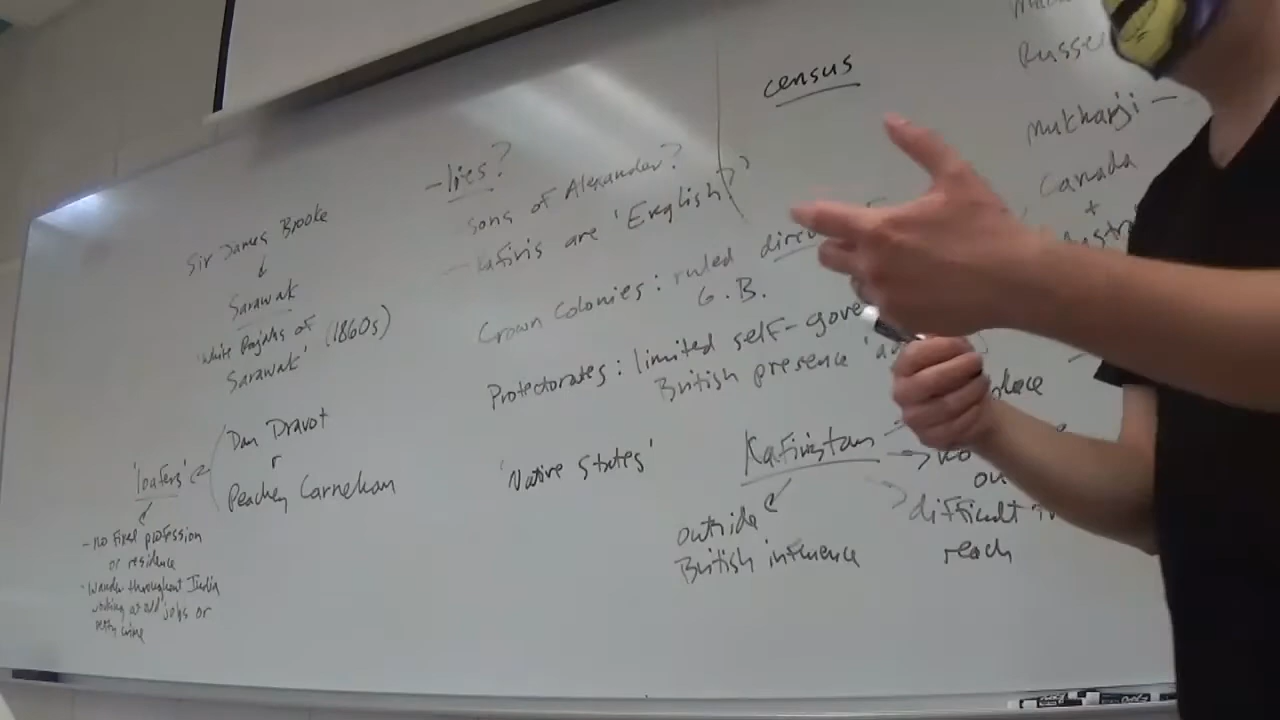 census
Russe
Mukharji –
Canada
+
- lies?
sons of Alexander?
– Kafiris are 'English'?
Crown Colonies: ruled
G.B.
Protectorates: limited self-gove
British presence
'Native States'
Kafiristan
outside
British influence
difficult
reach
Sir James Brooke
Sarawak
'White Rajahs of
Sarawak' (1860s)
Dan Dravot
r
Peachey Carnehan
'loafers'
- no fixed profession
or residence
- Wander throughout India
working at odd jobs or
petty crime